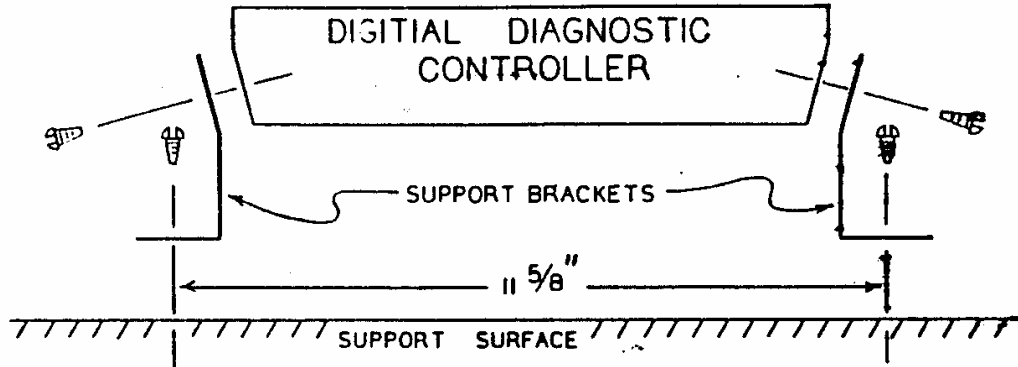 DIGITIAL DIAGNOSTIC
CONTROLLER
SUPPORT BRACKETS
11 5/8"
SUPPORT SURFACE